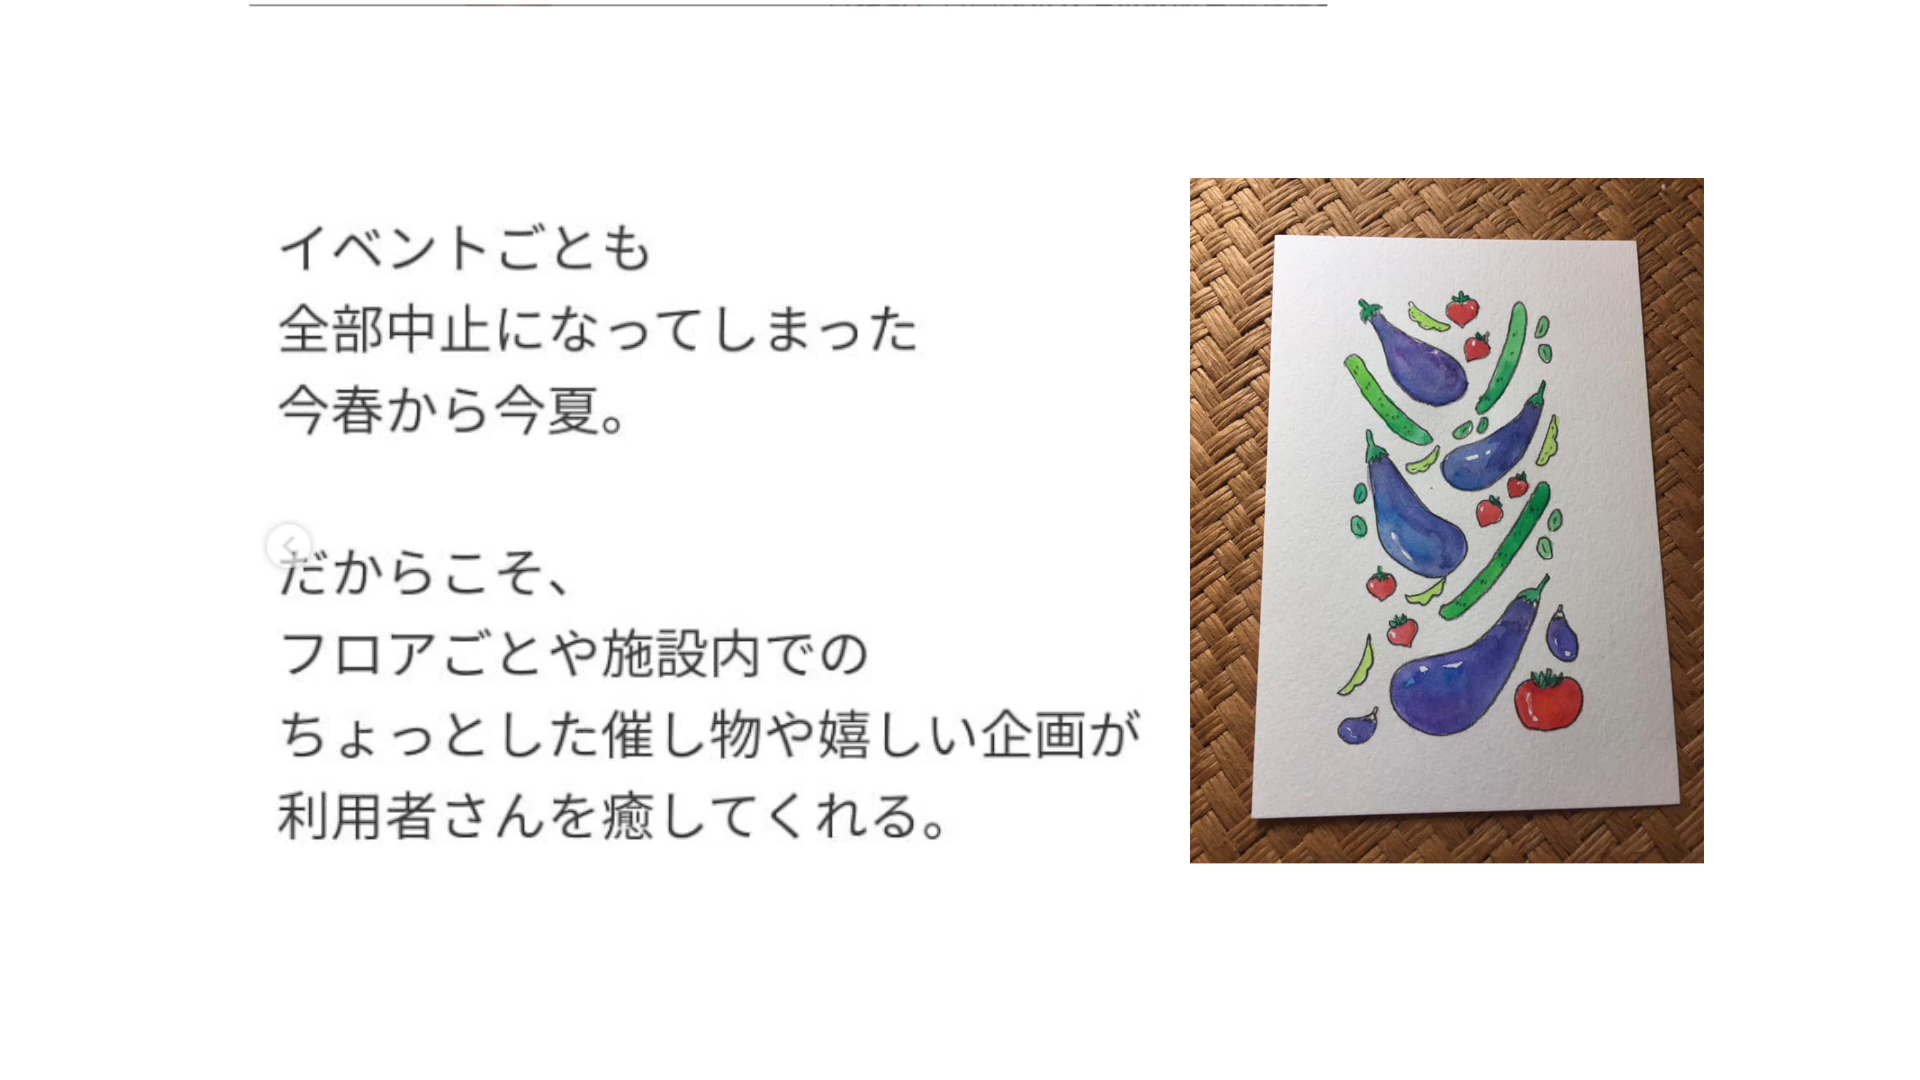 イベントごとも
全部中止になってしまった
今春から今夏。
だからこそ、
フロアごとや施設内での
ちょっとした催し物や嬉しい企画が
利用者さんを癒してくれる。